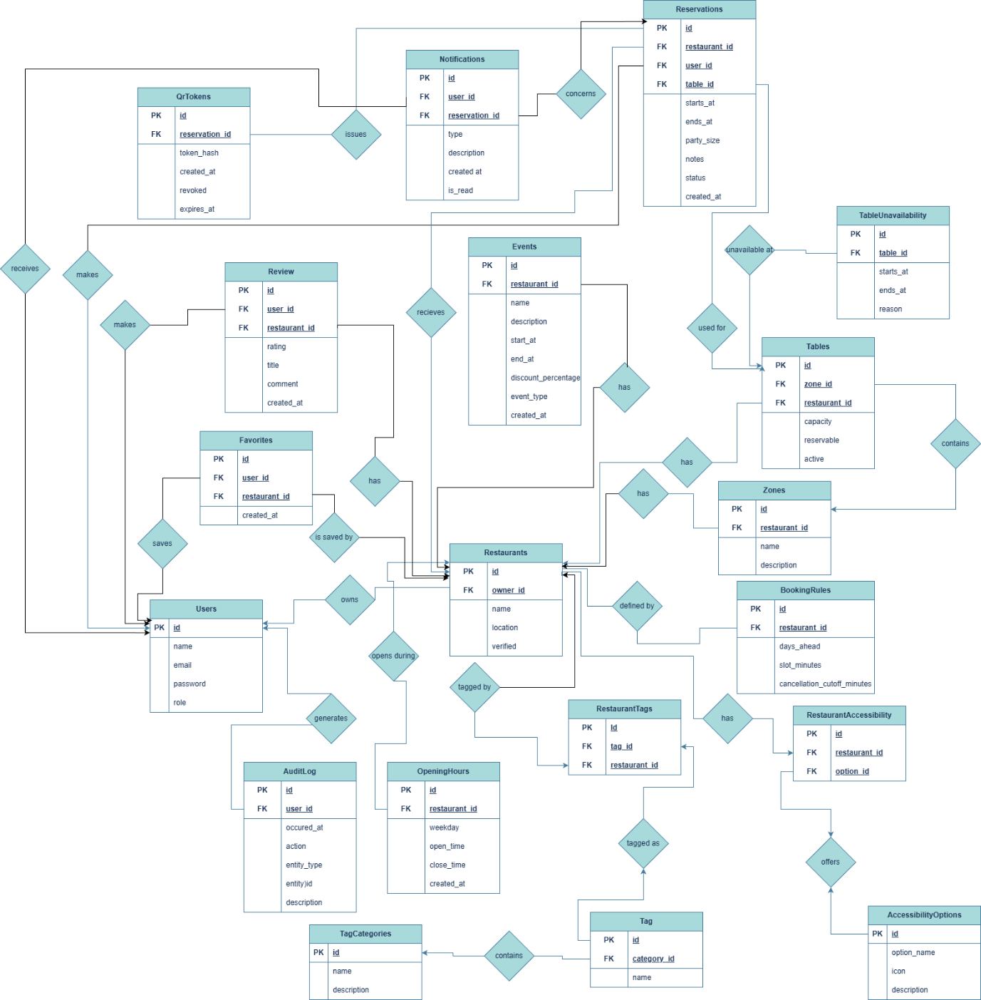 Reservations
PK id
FK restaurant_id
FK user_id
FK table_id
starts_at
ends_at
party_size
notes
status
created_at
Notifications
PK id
FK user_id
FK reservation_id
type
description
created at
is_read
concerns
QrTokens
PK id
FK reservation_id
token_hash
created_at
revoked
expires_at
issues
TableUnavailability
PK id
FK table_id
starts_at
ends_at
reason
unavailable at
receives
makes
Review
PK id
FK user_id
FK restaurant_id
rating
title
comment
created_at
makes
Events
PK id
FK restaurant_id
name
description
start_at
end_at
discount_percentage
event_type
created_at
recieves
used for
has
Tables
PK id
FK zone_id
FK restaurant_id
capacity
reservable
active
contains
Favorites
PK id
FK user_id
FK restaurant_id
created_at
has
has
has
Zones
PK id
FK restaurant_id
name
description
saves
is saved by
Restaurants
PK id
FK owner_id
name
location
verified
BookingRules
PK id
FK restaurant_id
days_ahead
slot_minutes
cancellation_cutoff_minutes
owns
defined by
Users
PK id
name
email
password
role
opens during
tagged by
generates
RestaurantTags
PK Id
FK tag_id
FK restaurant_id
has
RestaurantAccessibility
PK id
FK restaurant_id
FK option_id
AuditLog
PK id
FK user_id
occured_at
action
entity_type
entity)id
description
OpeningHours
PK id
FK restaurant_id
weekday
open_time
close_time
created_at
tagged as
offers
TagCategories
PK id
name
description
contains
Tag
PK id
FK category_id
name
AccessibilityOptions
PK id
option_name
icon
description